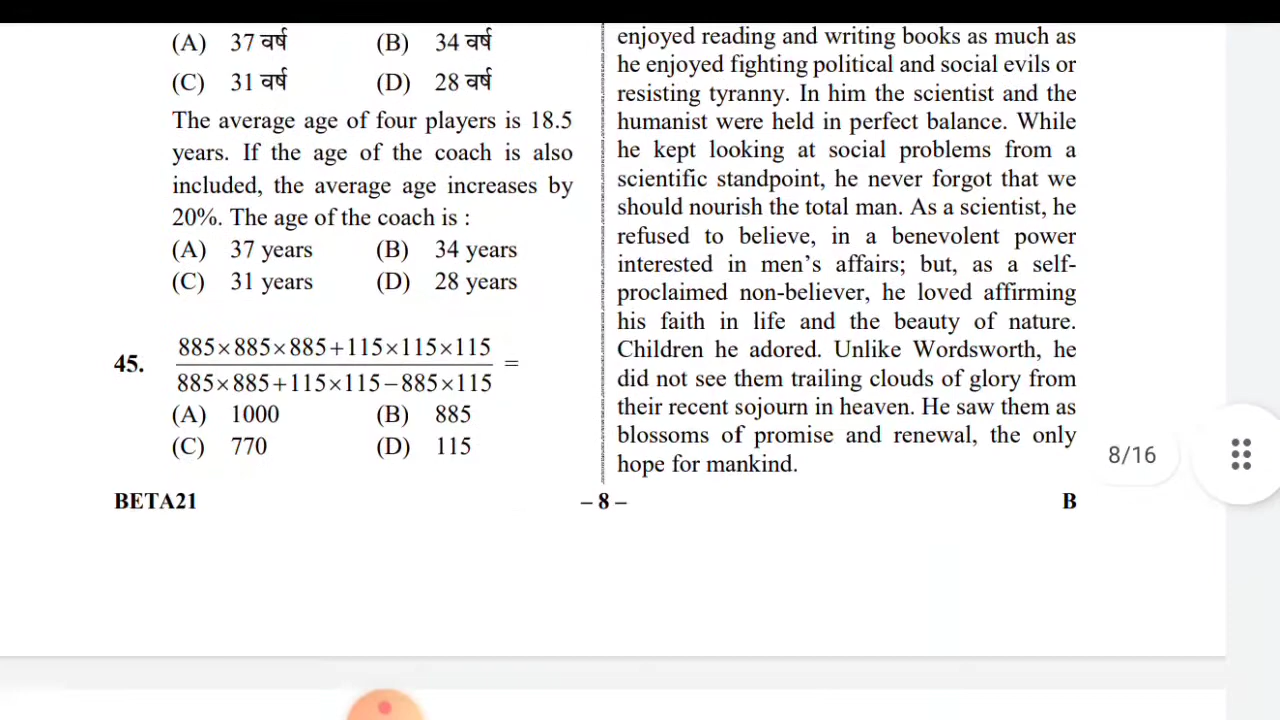 (A) 37 वर्ष (B) 34 वर्ष
(C) 31 वर्ष (D) 28 वर्ष
The average age of four players is 18.5
years. If the age of the coach is also
included, the average age increases by
20%. The age of the coach is :
(A) 37 years (B) 34 years
(C) 31 years (D) 28 years
45. 885×885×885+115×115×115
885×885+115×115−885×115 =
(A) 1000 (B) 885
(C) 770 (D) 115
enjoyed reading and writing books as much as
he enjoyed fighting political and social evils or
resisting tyranny. In him the scientist and the
humanist were held in perfect balance. While
he kept looking at social problems from a
scientific standpoint, he never forgot that we
should nourish the total man. As a scientist, he
refused to believe, in a benevolent power
interested in men's affairs; but, as a self-
proclaimed non-believer, he loved affirming
his faith in life and the beauty of nature.
Children he adored. Unlike Wordsworth, he
did not see them trailing clouds of glory from
their recent sojourn in heaven. He saw them as
blossoms of promise and renewal, the only
hope for mankind.
8/16
BETA21 – 8 – B